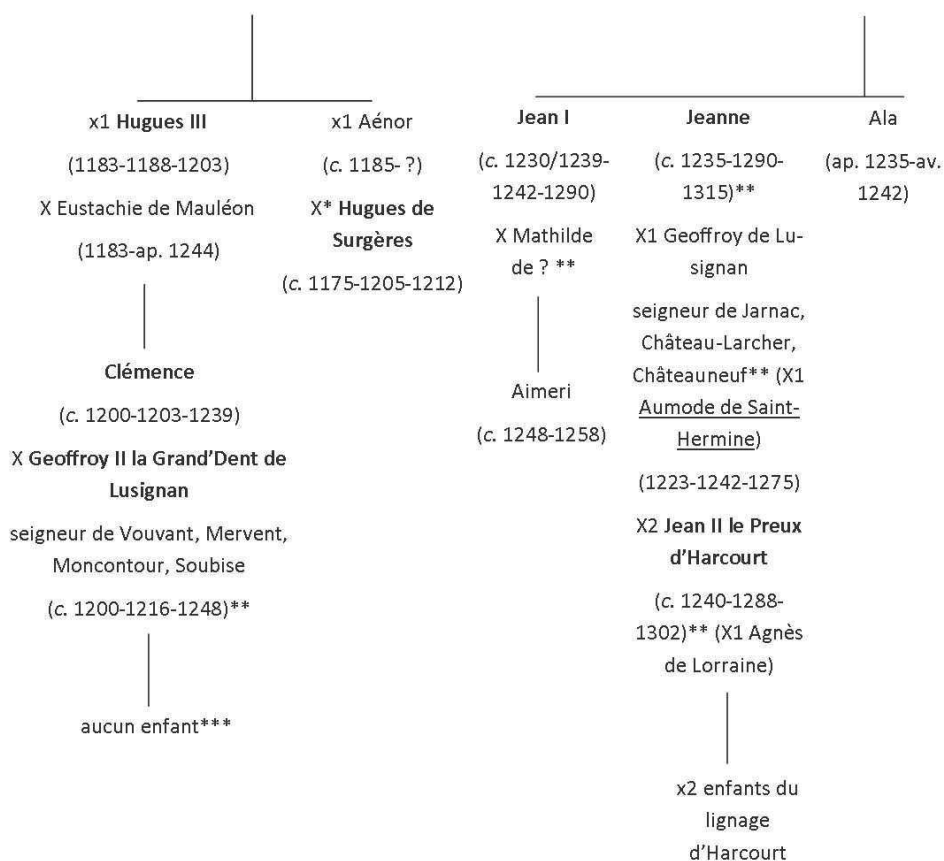 x1 Hugues III
(1183-1188-1203)
X Eustachie de Mauléon
(1183-ap. 1244)
Clémence
(c. 1200-1203-1239)
X Geoffroy II la Grand’Dent de
Lusignan
seigneur de Vouvant, Mervent,
Moncontour, Soubise
(c. 1200-1216-1248)**
aucun enfant***
x1 Aénor
(c. 1185- ?)
X* Hugues de
Surgères
(c. 1175-1205-1212)
Jean I
(c. 1230/1239-
1242-1290)
X Mathilde
de ? **
Aimeri
(c. 1248-1258)
Jeanne
(c. 1235-1290-
1315)**
X1 Geoffroy de Lu-
signan
seigneur de Jarnac,
Château-Larcher,
Châteauneuf** (X1
Aumode de Saint-
Hermine)
(1223-1242-1275)
X2 Jean II le Preux
d’Harcourt
(c. 1240-1288-
1302)** (X1 Agnès
de Lorraine)
x2 enfants du
lignage
d’Harcourt
Ala
(ap. 1235-av.
1242)